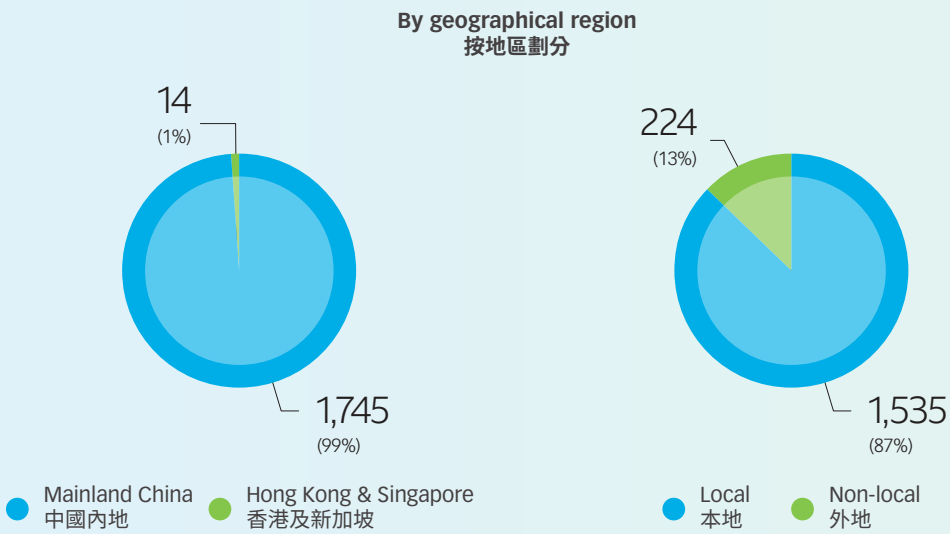 By geographical region
按地區劃分
14
(1%)
1,745
(99%)
Mainland China
中國內地
Hong Kong & Singapore
香港及新加坡
224
(13%)
1,535
(87%)
Local
本地
Non-local
外地